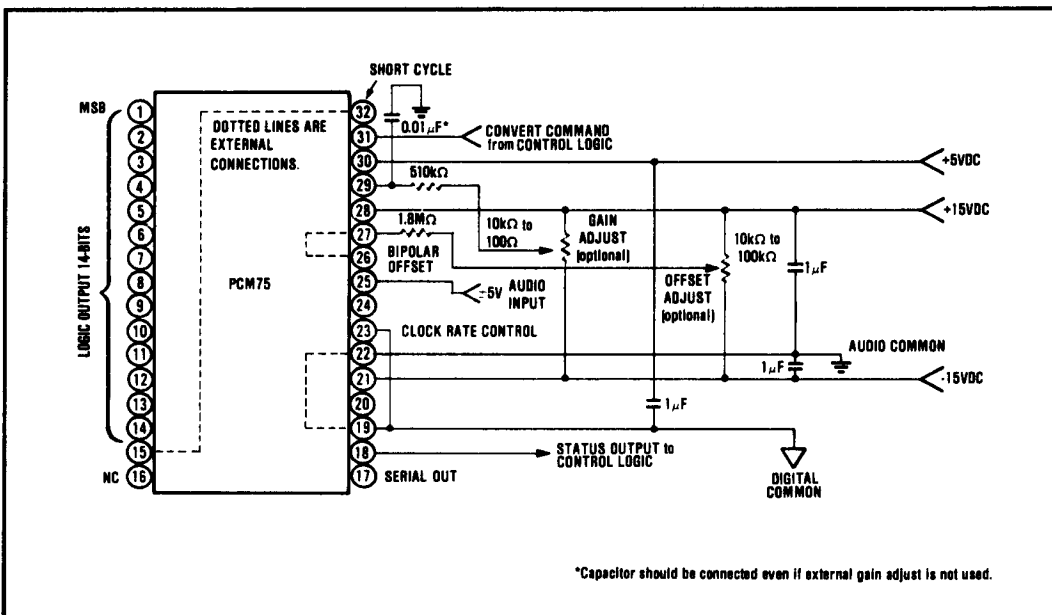 SHORT CYCLE
MSB
LOGIC OUTPUT 14-BITS
1
2
3
4
5
6
7
8
9
10
11
12
13
14
15
NC 16
DOTTED LINES ARE
EXTERNAL
CONNECTIONS.
PCM75
32
31
30
29
28
27
26
25
24
23
22
21
20
19
18
17
0.01μF*
CONVERT COMMAND
from CONTROL LOGIC
+5VDC
510kΩ
+15VDC
1.8MΩ
10kΩ to
100Ω
GAIN
ADJUST
(optional)
10kΩ to
100kΩ
BIPOLAR
OFFSET
1μF
±5V
AUDIO
INPUT
OFFSET
ADJUST
(optional)
CLOCK RATE CONTROL
AUDIO COMMON
1μF
-15VDC
1μF
STATUS OUTPUT to
CONTROL LOGIC
SERIAL OUT
DIGITAL
COMMON
*Capacitor should be connected even if external gain adjust is not used.